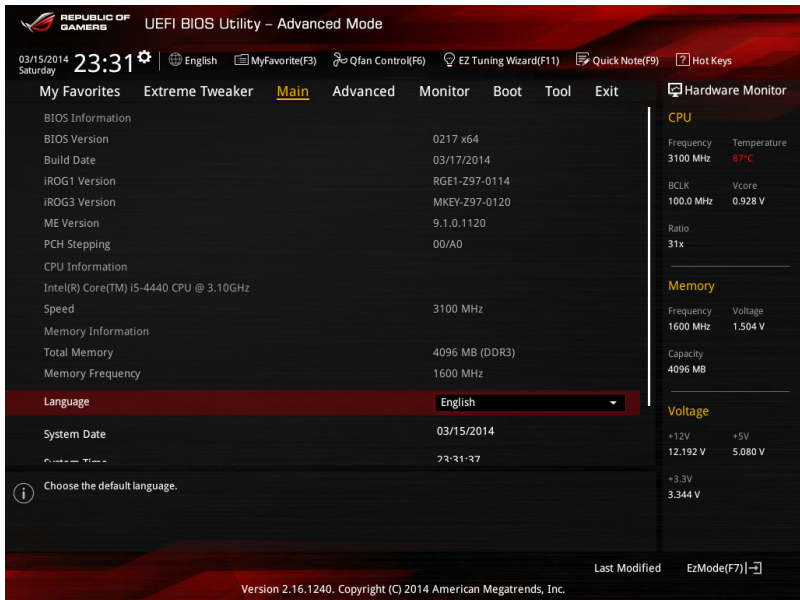 REPUBLIC OF
GAMERS
UEFI BIOS Utility – Advanced Mode
03/15/2014
Saturday
23:31
English
MyFavorite(F3)
Qfan Control(F6)
EZ Tuning Wizard(F11)
Quick Note(F9)
? Hot Keys
My Favorites Extreme Tweaker Main Advanced Monitor Boot Tool Exit
BIOS Information
BIOS Version 0217 x64
Build Date 03/17/2014
iROG1 Version RGE1-Z97-0114
iROG3 Version MKEY-Z97-0120
ME Version 9.1.0.1120
PCH Stepping 00/A0
CPU Information
Intel(R) Core(TM) i5-4440 CPU @ 3.10GHz
Speed 3100 MHz
Memory Information
Total Memory 4096 MB (DDR3)
Memory Frequency 1600 MHz
Language English
System Date 03/15/2014
System Time 23:31:37
Choose the default language.
Hardware Monitor
CPU
Frequency Temperature
3100 MHz 87°C
BCLK Vcore
100.0 MHz 0.928 V
Ratio
31x
Memory
Frequency Voltage
1600 MHz 1.504 V
Capacity
4096 MB
Voltage
+12V +5V
12.192 V 5.080 V
+3.3V
3.344 V
Last Modified
EzMode(F7)
Version 2.16.1240. Copyright (C) 2014 American Megatrends, Inc.